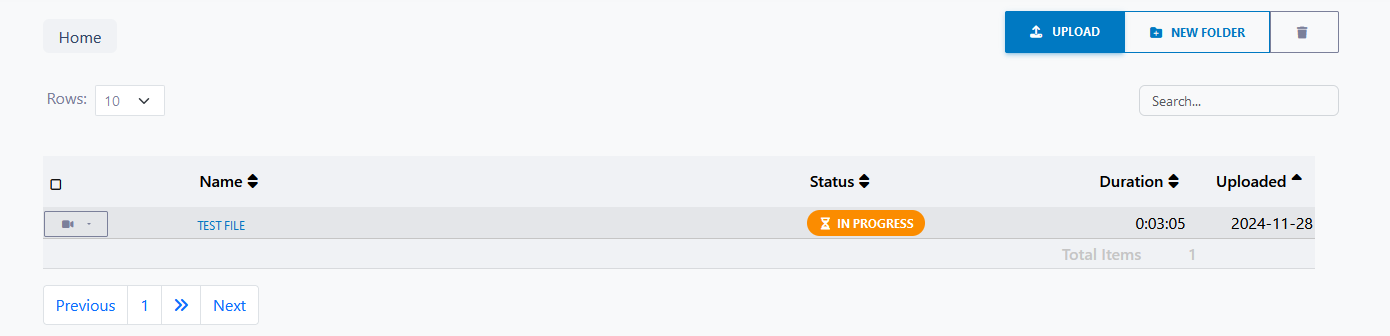 Home
UPLOAD NEW FOLDER
Rows: 10
Search...
Name Status Duration Uploaded
TEST FILE IN PROGRESS 0:03:05 2024-11-28
Total Items 1
Previous 1 » Next